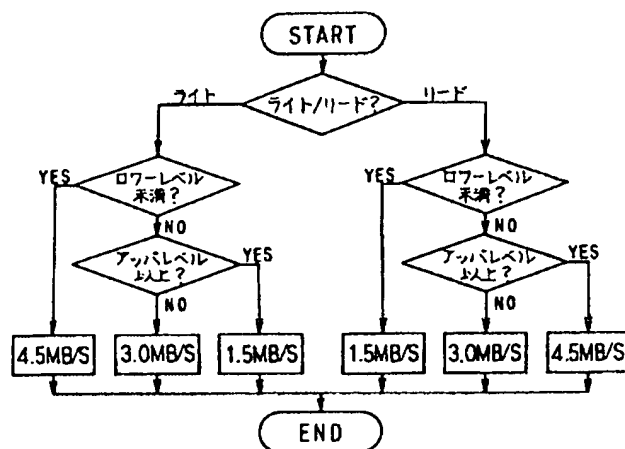 START
ライト/リード?
ライト
リード
ロワーレベル
未満?
YES
NO
アッパレベル
以上?
YES
NO
4.5MB/S
3.0MB/S
1.5MB/S
ロワーレベル
未満?
YES
NO
アッパレベル
以上?
YES
NO
1.5MB/S
3.0MB/S
4.5MB/S
END